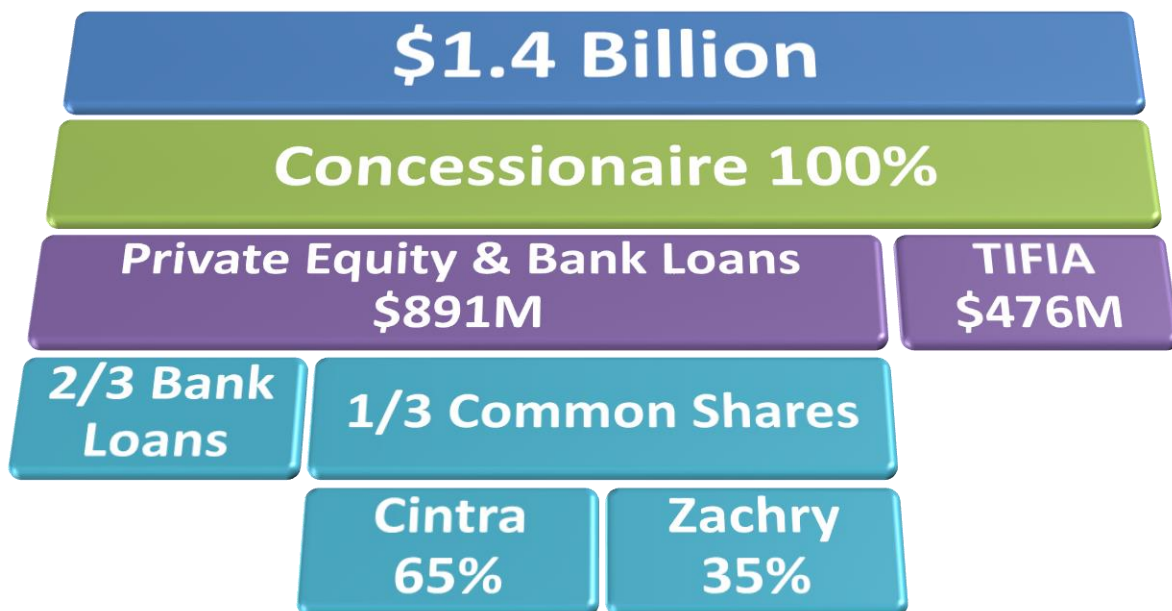 $1.4 Billion
Concessionaire 100%
Private Equity & Bank Loans
$891M
TIFIA
$476M
2/3 Bank
Loans
1/3 Common Shares
Cintra
65%
Zachry
35%